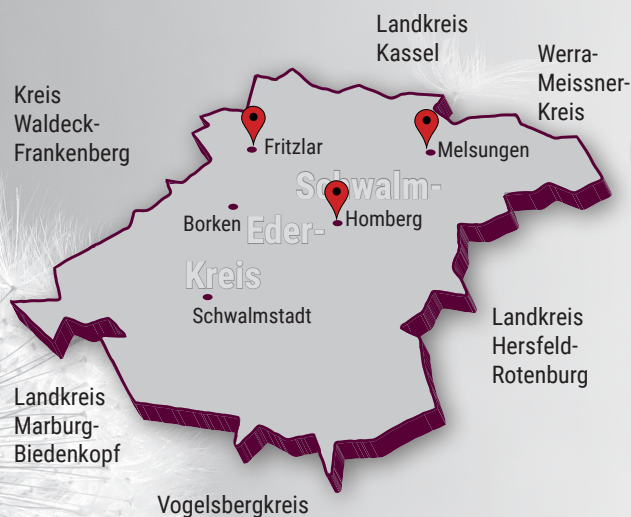 Landkreis
Kassel
Werra-
Meissner-
Kreis
Kreis
Waldeck-
Frankenberg
Fritzlar
Melsungen
Schwalm-
Eder-
Kreis
Borken
Homberg
Schwalmstadt
Landkreis
Hersfeld-
Rotenburg
Landkreis
Marburg-
Biedenkopf
Vogelsbergkreis